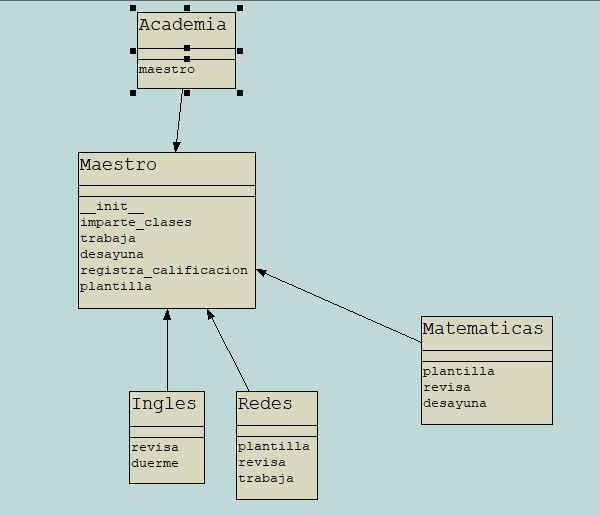 Academia
maestro
Maestro
__init__
imparte_clases
trabaja
desayuna
registra_calificacion
plantilla
Matematicas
plantilla
revisa
desayuna
Ingles
revisa
duerme
Redes
plantilla
revisa
trabaja